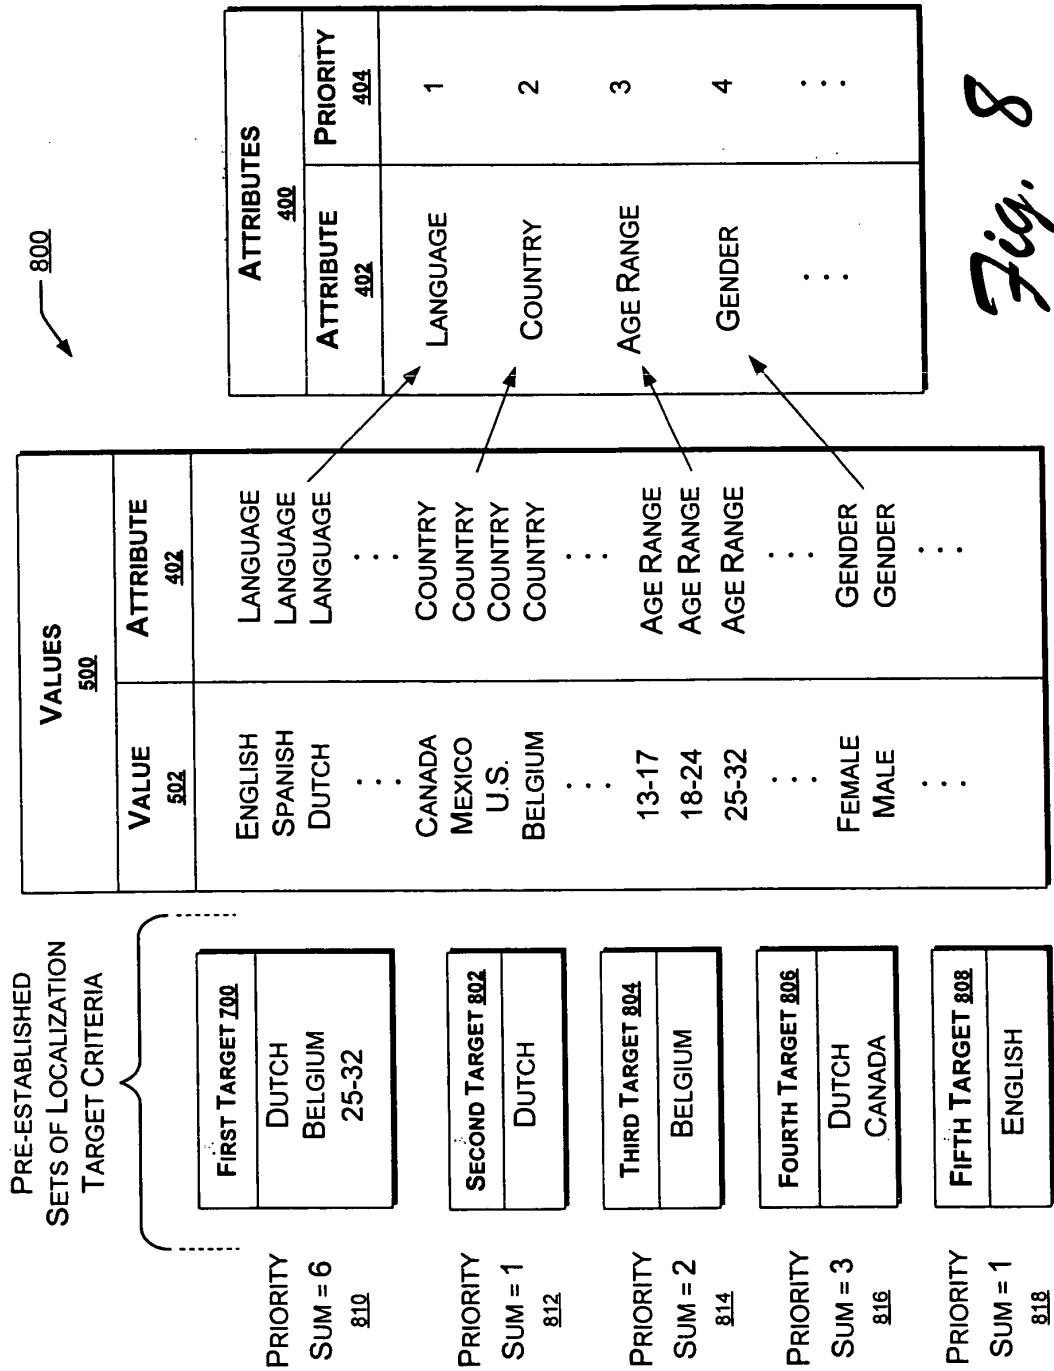 800
PRE-ESTABLISHED
SETS OF LOCALIZATION
TARGET CRITERIA
PRIORITY
SUM = 6
810
FIRST TARGET 700
DUTCH
BELGIUM
25-32
PRIORITY
SUM = 1
812
SECOND TARGET 802
DUTCH
PRIORITY
SUM = 2
814
THIRD TARGET 804
BELGIUM
PRIORITY
SUM = 3
816
FOURTH TARGET 806
DUTCH
CANADA
PRIORITY
SUM = 1
818
FIFTH TARGET 808
ENGLISH
VALUES
500
VALUE ATTRIBUTE
502 402
ENGLISH LANGUAGE
SPANISH LANGUAGE
DUTCH LANGUAGE
... ...
CANADA COUNTRY
MEXICO COUNTRY
U.S. COUNTRY
BELGIUM COUNTRY
... ...
13-17 AGE RANGE
18-24 AGE RANGE
25-32 AGE RANGE
... ...
FEMALE GENDER
MALE GENDER
... ...
ATTRIBUTES
400
ATTRIBUTE PRIORITY
402 404
LANGUAGE 1
COUNTRY 2
AGE RANGE 3
GENDER 4
... ...
Fig. 8